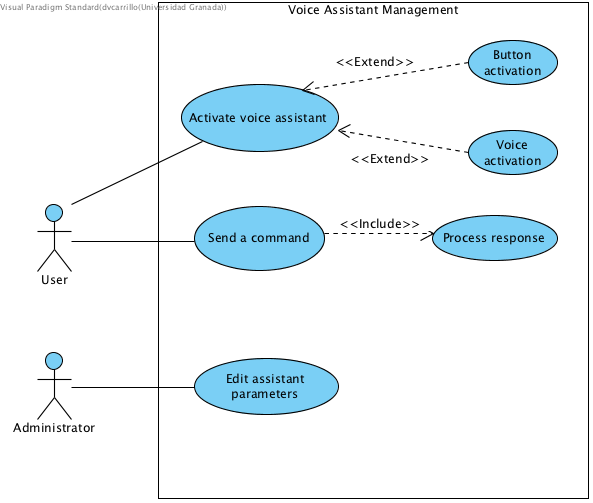 Visual Paradigm Standard(dvcarrillo(Universidad Granada))
Voice Assistant Management
<<Extend>>
Button
activation
Activate voice assistant
<<Extend>>
Voice
activation
Send a command
<<Include>>
Process response
User
Edit assistant
parameters
Administrator